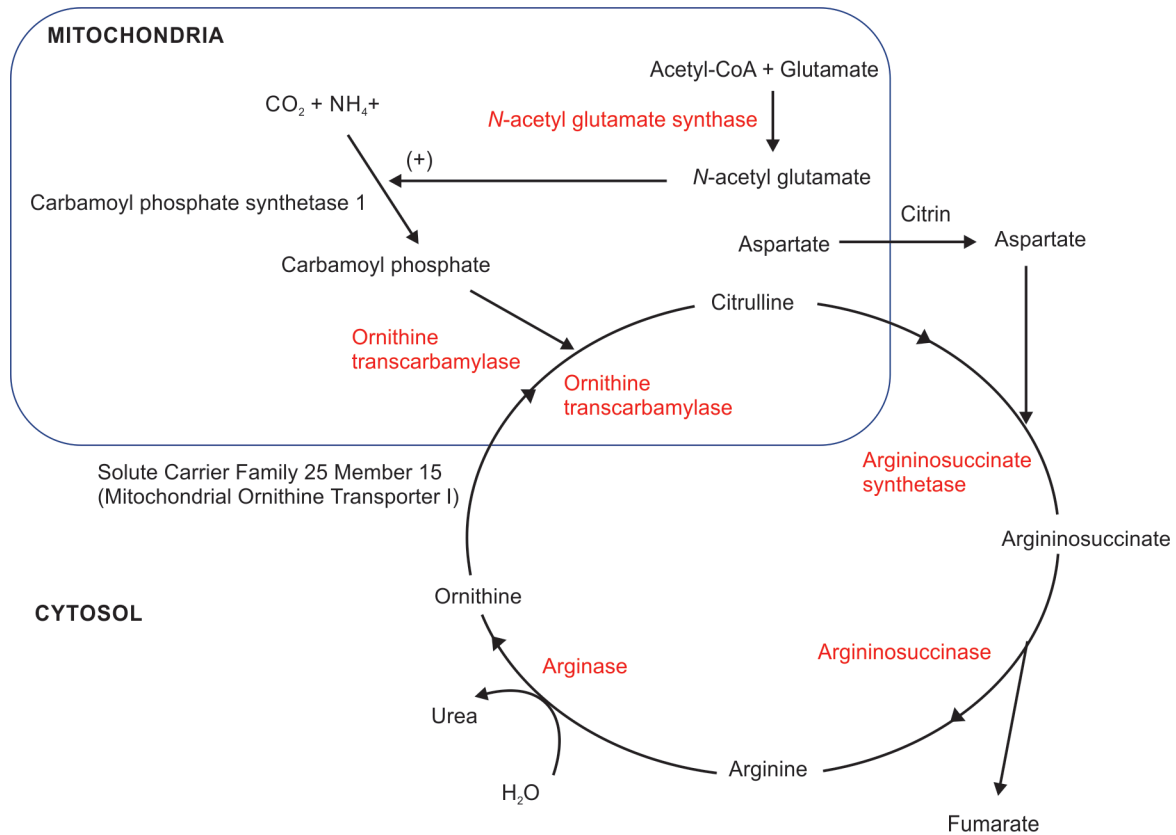 MITOCHONDRIA
Acetyl-CoA + Glutamate
CO₂ + NH₄+
N-acetyl glutamate synthase
(+)
N-acetyl glutamate
Carbamoyl phosphate synthetase 1
Citrin
Aspartate
Aspartate
Carbamoyl phosphate
Citrulline
Ornithine
transcarbamylase
Ornithine
transcarbamylase
Solute Carrier Family 25 Member 15
(Mitochondrial Ornithine Transporter I)
Argininosuccinate
synthetase
Argininosuccinate
Ornithine
CYTOSOL
Arginase
Argininosuccinase
Urea
Arginine
H₂O
Fumarate